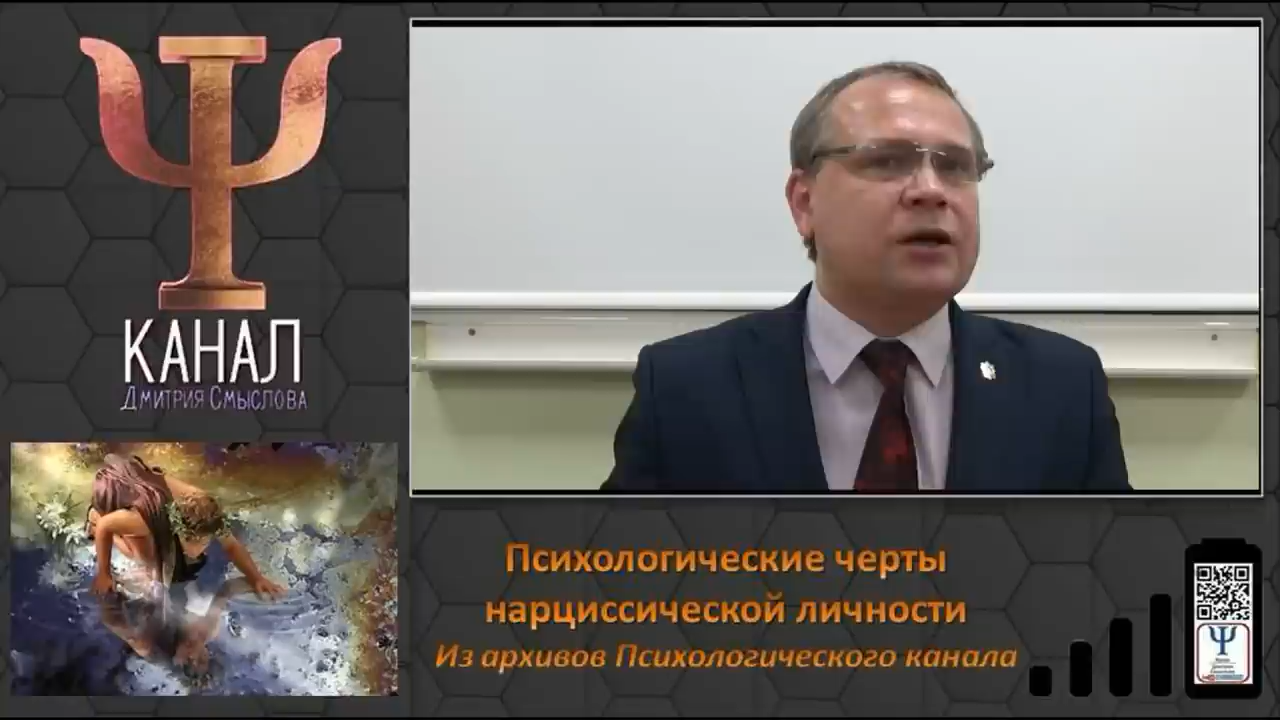 Ψ
КАНАЛ
ДМИТРИЯ СМЫСЛОВА
Психологические черты
нарциссической личности
Из архивов Психологического канала
Ψ